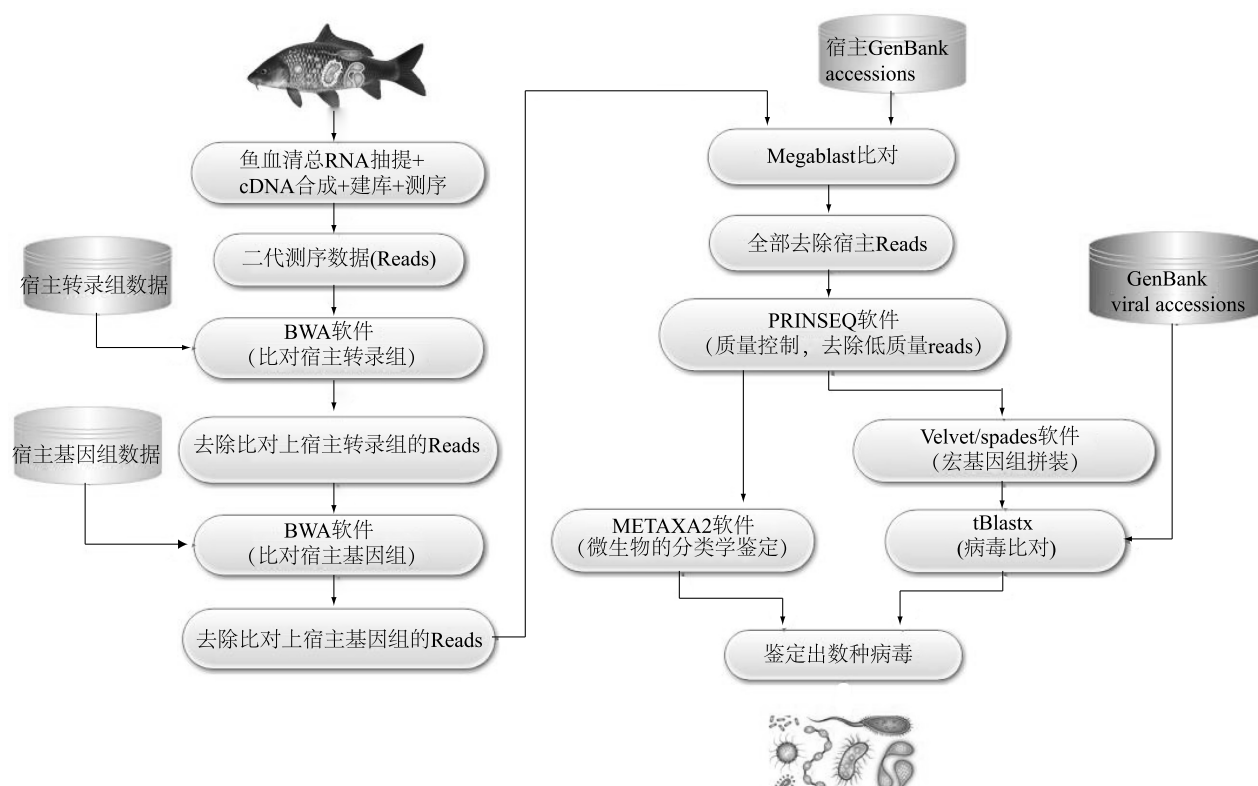 宿主GenBank
accessions
鱼血清总RNA抽提+
cDNA合成+建库+测序
Megablast比对
二代测序数据(Reads)
全部去除宿主Reads
宿主转录组数据
GenBank
viral accessions
BWA软件
（比对宿主转录组）
PRINSEQ软件
（质量控制，去除低质量reads）
去除比对上宿主转录组的Reads
宿主基因组数据
Velvet/spades软件
（宏基因组拼装）
BWA软件
（比对宿主基因组）
METAXA2软件
（微生物的分类学鉴定）
tBlastx
(病毒比对)
去除比对上宿主基因组的Reads
鉴定出数种病毒